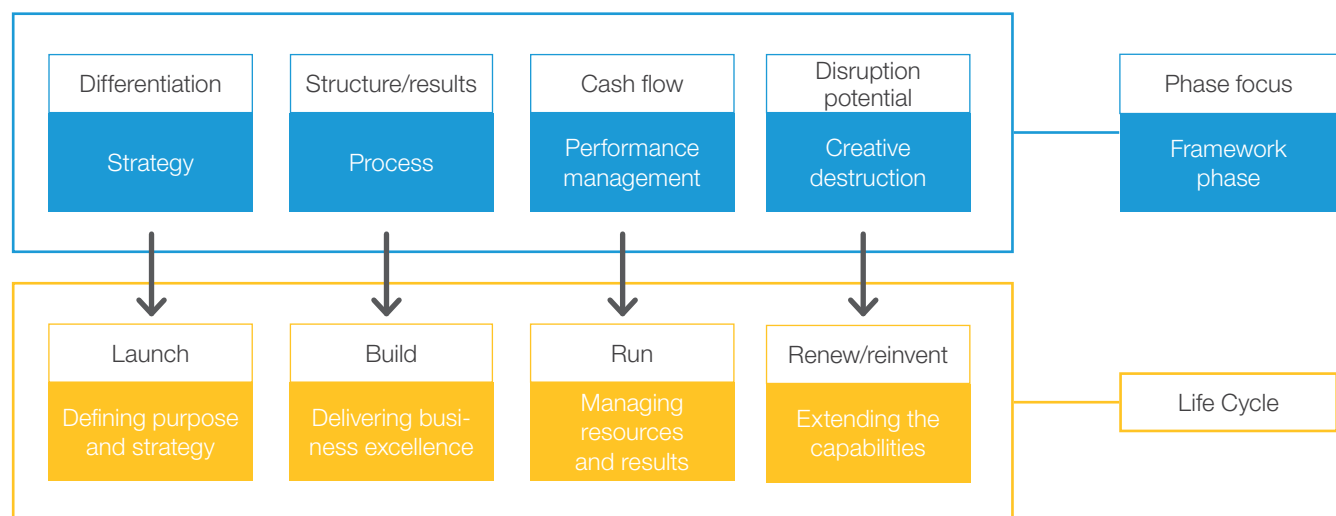 Differentiation
Strategy
Structure/results
Process
Cash flow
Performance
management
Disruption
potential
Creative
destruction
Phase focus
Framework
phase
Launch
Defining purpose
and strategy
Build
Delivering busi-
ness excellence
Run
Managing
resources
and results
Renew/reinvent
Extending the
capabilities
Life Cycle